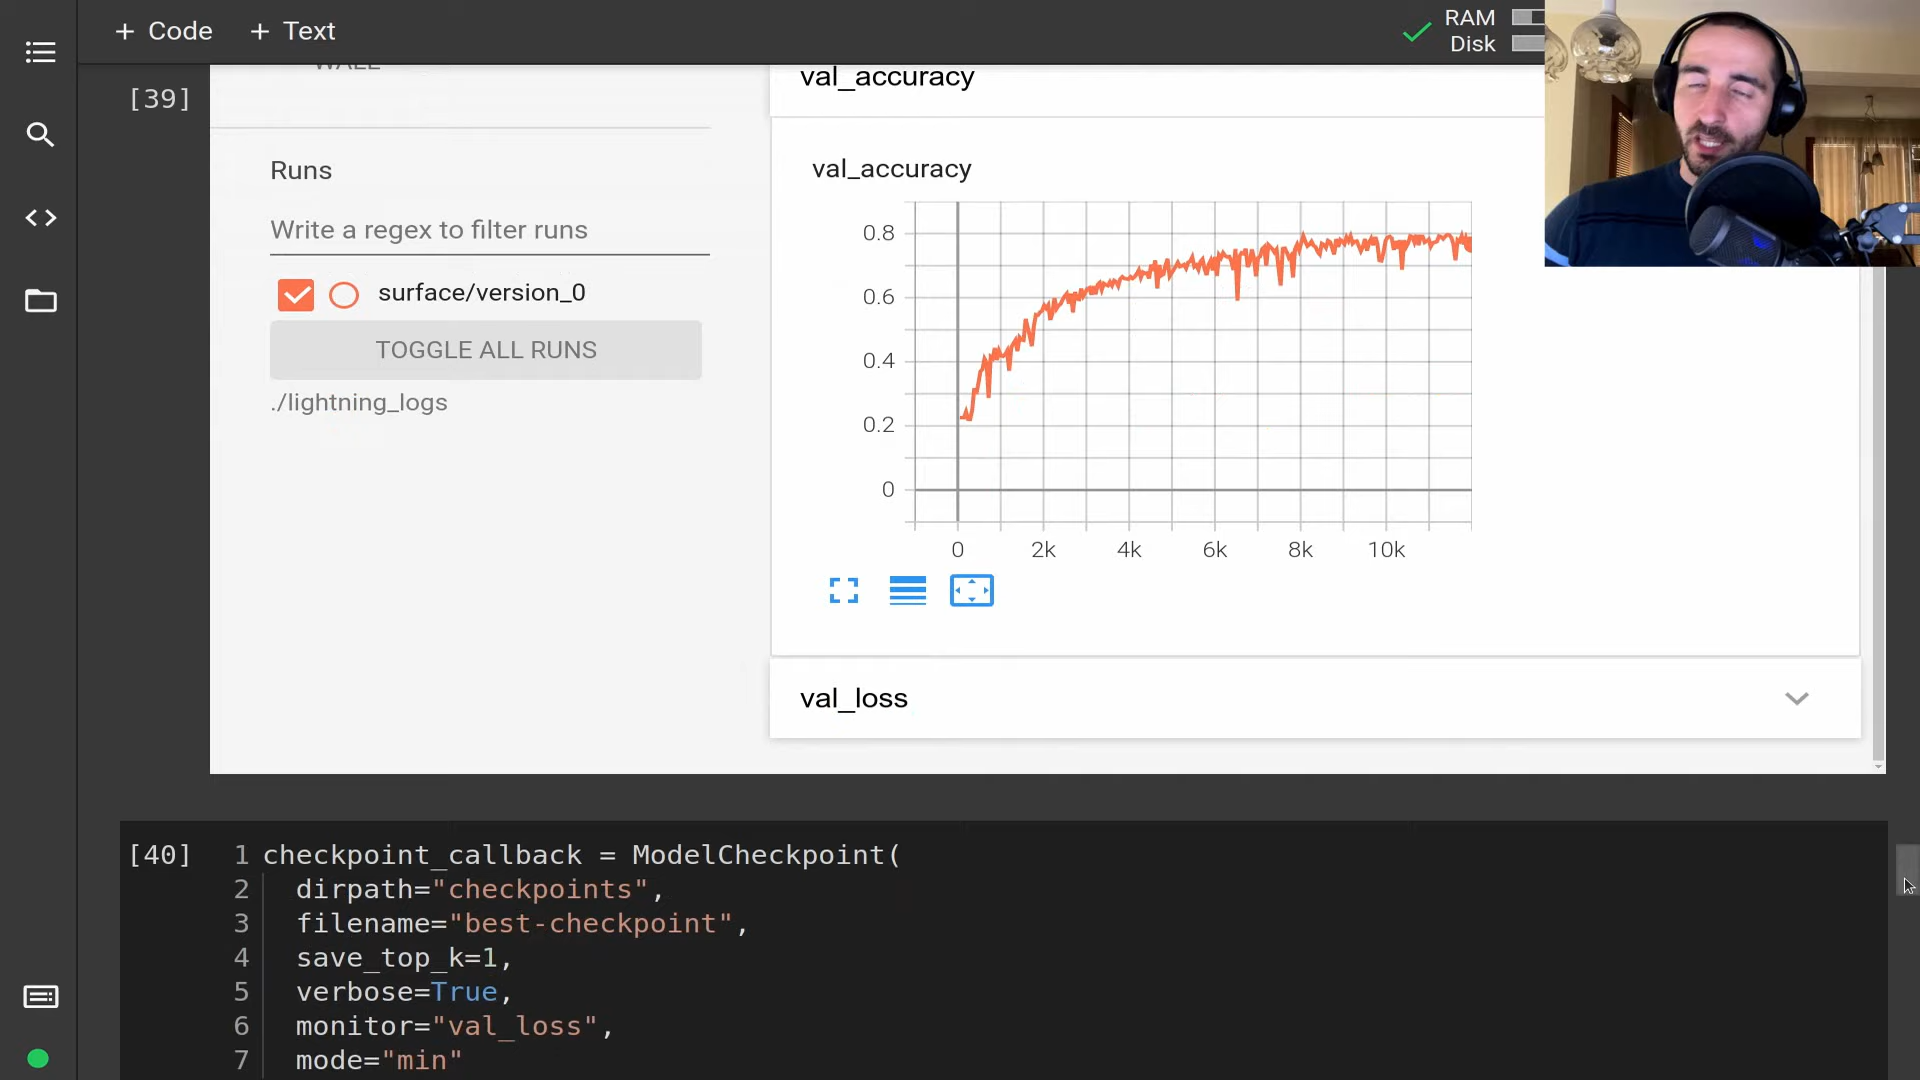 + Code + Text
RAM
Disk
WALL
val_accuracy
[39]
Runs
Write a regex to filter runs
surface/version_0
TOGGLE ALL RUNS
./lightning_logs
val_accuracy
0.8
0.6
0.4
0.2
0
0 2k 4k 6k 8k 10k
val_loss
[40]
1 checkpoint_callback = ModelCheckpoint(
2 dirpath="checkpoints",
3 filename="best-checkpoint",
4 save_top_k=1,
5 verbose=True,
6 monitor="val_loss",
7 mode="min"